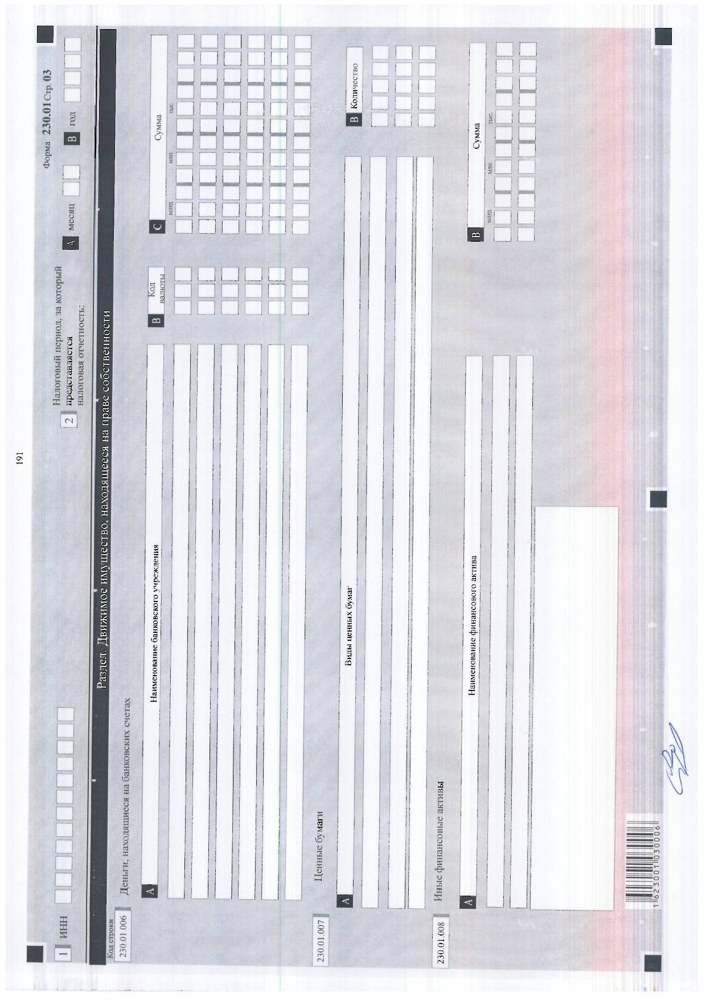 191
Форма 230.01 Стр. 03
1 ИНН
2 Налоговый период, за который
представляется
налоговая отчетность:
A месяц B год
Раздел. Движимое имущество, находящееся на праве собственности
Код строки
230.01.006 Деньги, находящиеся на банковских счетах
A Наименование банковского учреждения
B Код
валюты
C Сумма
млрд. млн. тыс.
230.01.007 Ценные бумаги
A Виды ценных бумаг
B Количество
230.01.008 Иные финансовые активы
A Наименование финансового актива
B Сумма
млрд. млн. тыс.
1623001030006